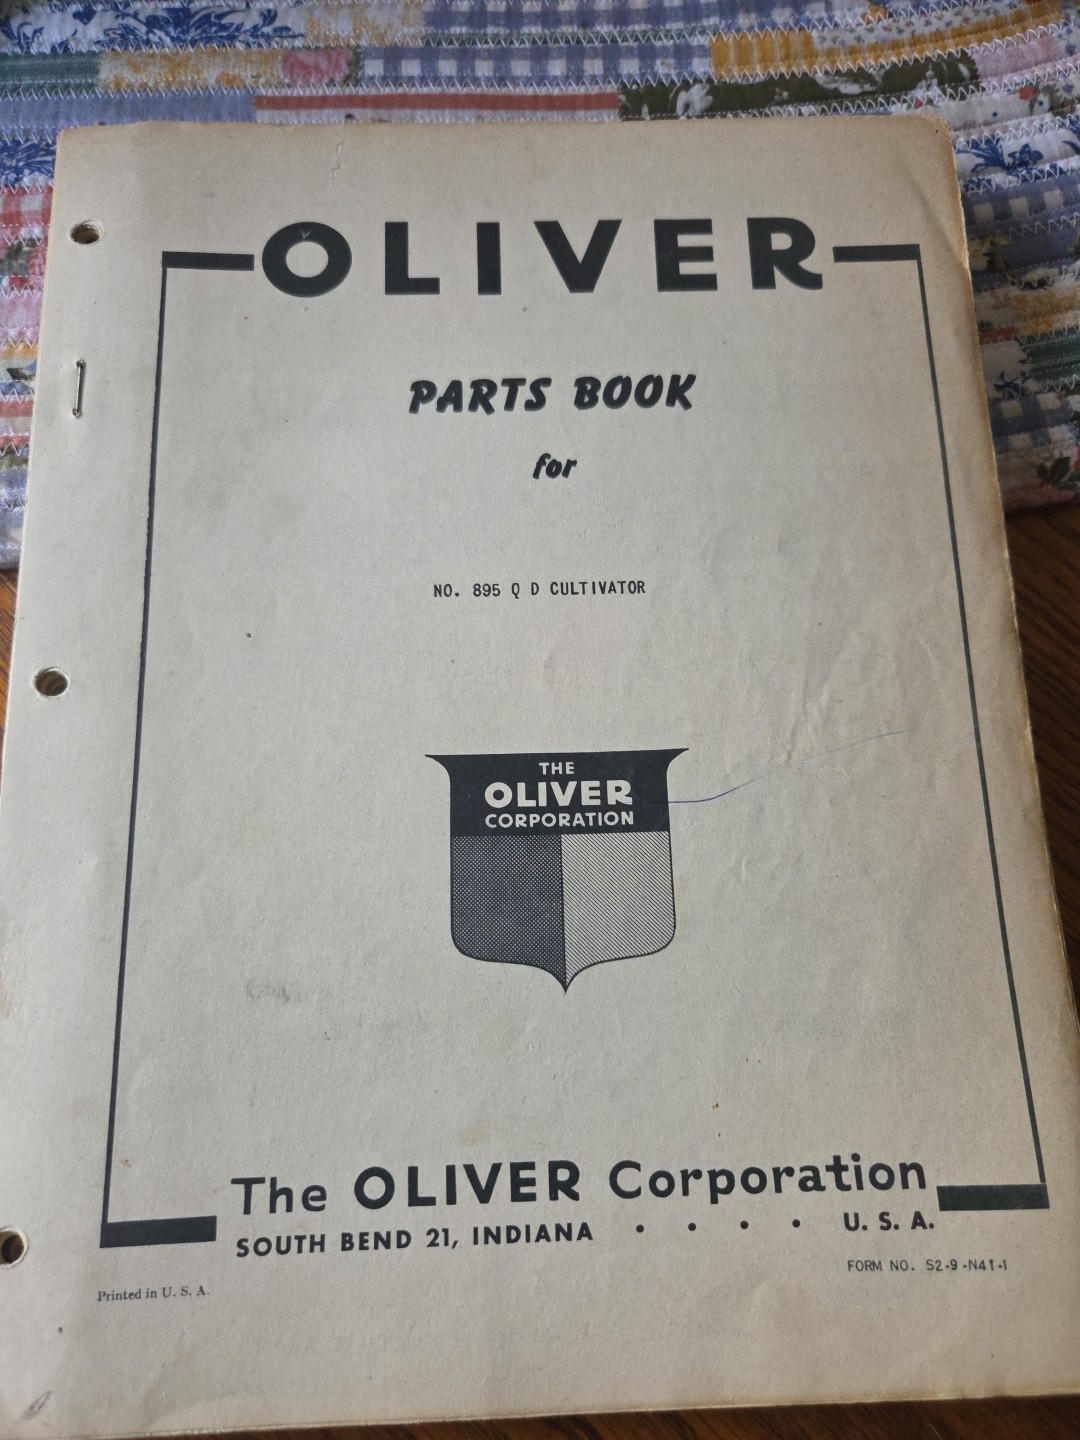 OLIVER
PARTS BOOK
for
NO. 895 Q D CULTIVATOR
THE
OLIVER
CORPORATION
The OLIVER Corporation
SOUTH BEND 21, INDIANA . . . . U. S. A.
FORM NO. S2-9-N41-1
Printed in U. S. A.